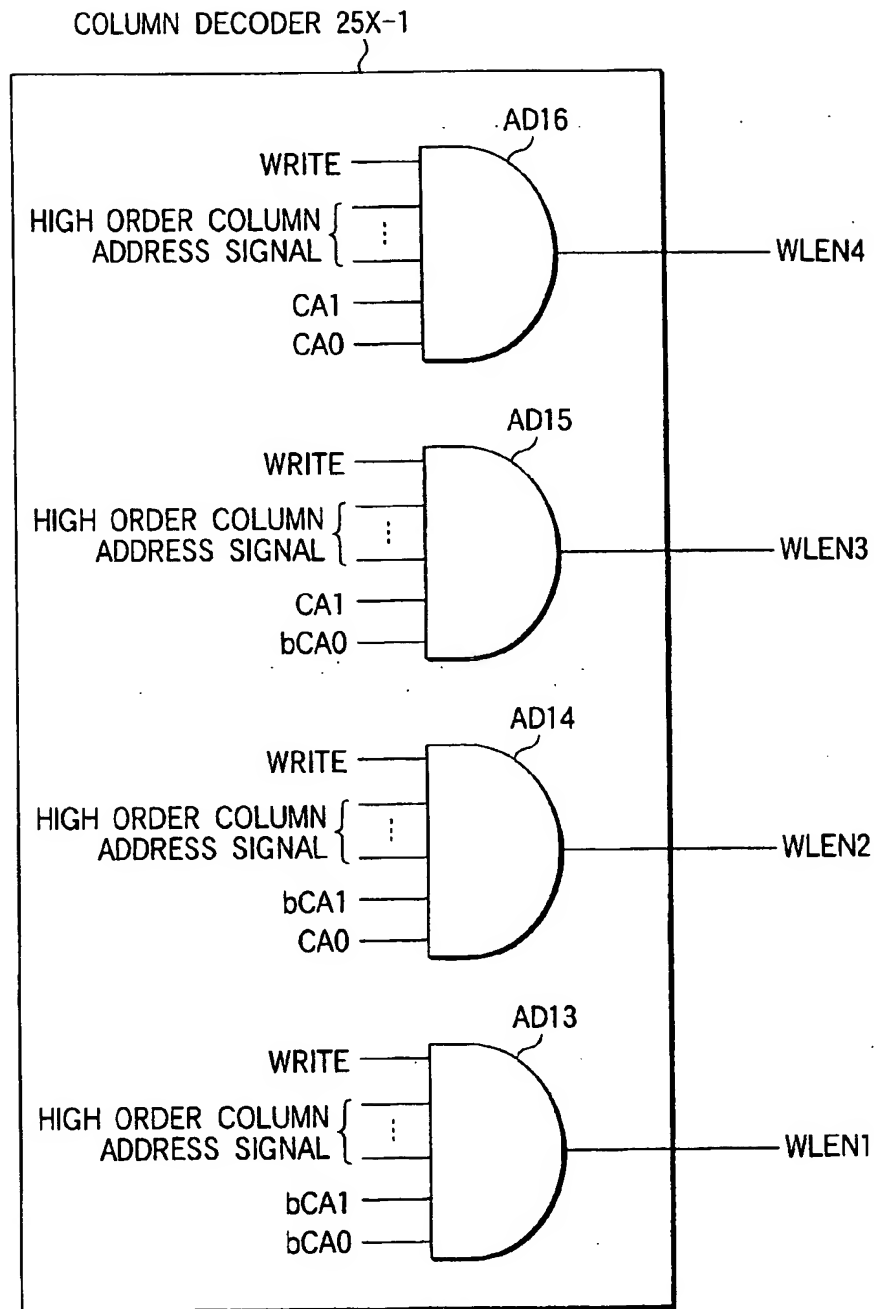 COLUMN DECODER 25X-1
AD16
WRITE
HIGH ORDER COLUMN
ADDRESS SIGNAL
CA1
CA0
WLEN4
AD15
WRITE
HIGH ORDER COLUMN
ADDRESS SIGNAL
CA1
bCA0
WLEN3
AD14
WRITE
HIGH ORDER COLUMN
ADDRESS SIGNAL
bCA1
CA0
WLEN2
AD13
WRITE
HIGH ORDER COLUMN
ADDRESS SIGNAL
bCA1
bCA0
WLEN1